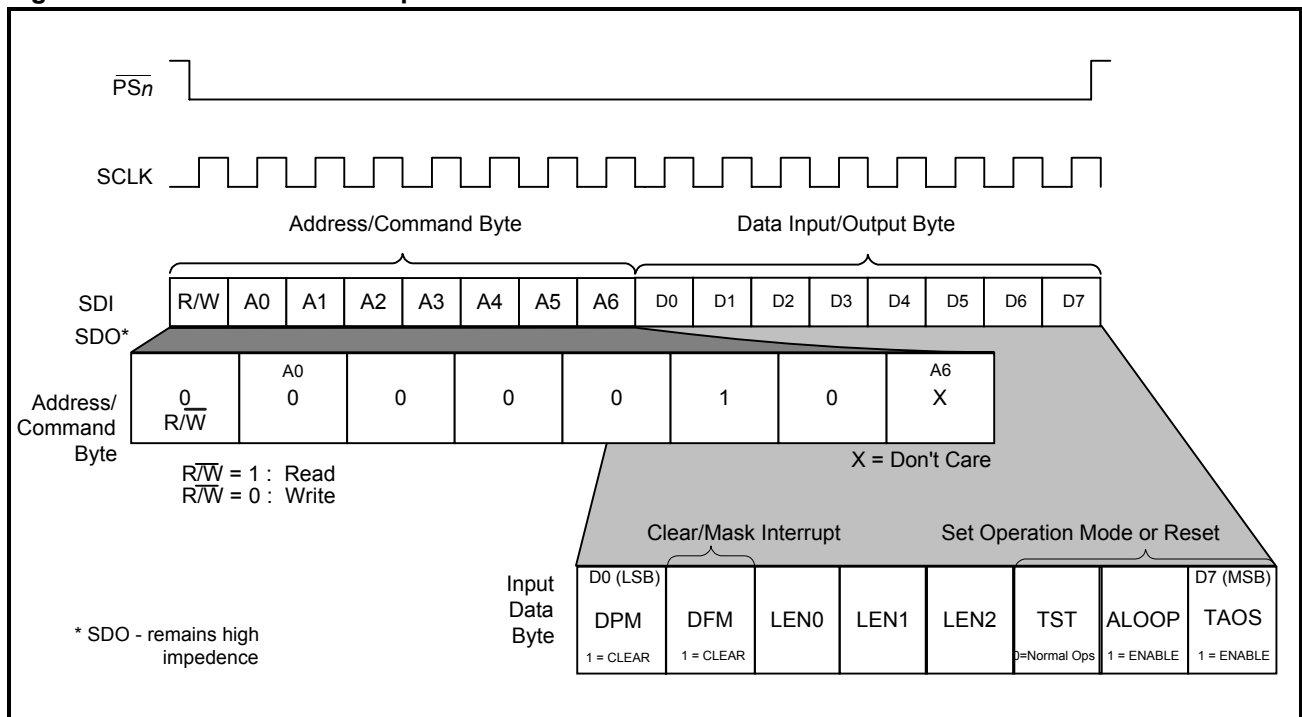 PSn
SCLK
Address/Command Byte
Data Input/Output Byte
SDI
R/W A0 A1 A2 A3 A4 A5 A6 D0 D1 D2 D3 D4 D5 D6 D7
SDO*
Address/
Command
Byte
0
R/W
A0
0
0
0
0
1
0
A6
X
R/W = 1 : Read
R/W = 0 : Write
X = Don't Care
Clear/Mask Interrupt
Set Operation Mode or Reset
Input
Data
Byte
D0 (LSB)
DPM
1 = CLEAR
DFM
1 = CLEAR
LEN0
LEN1
LEN2
TST
0=Normal Ops
ALOOP
1 = ENABLE
D7 (MSB)
TAOS
1 = ENABLE
* SDO - remains high
impedence